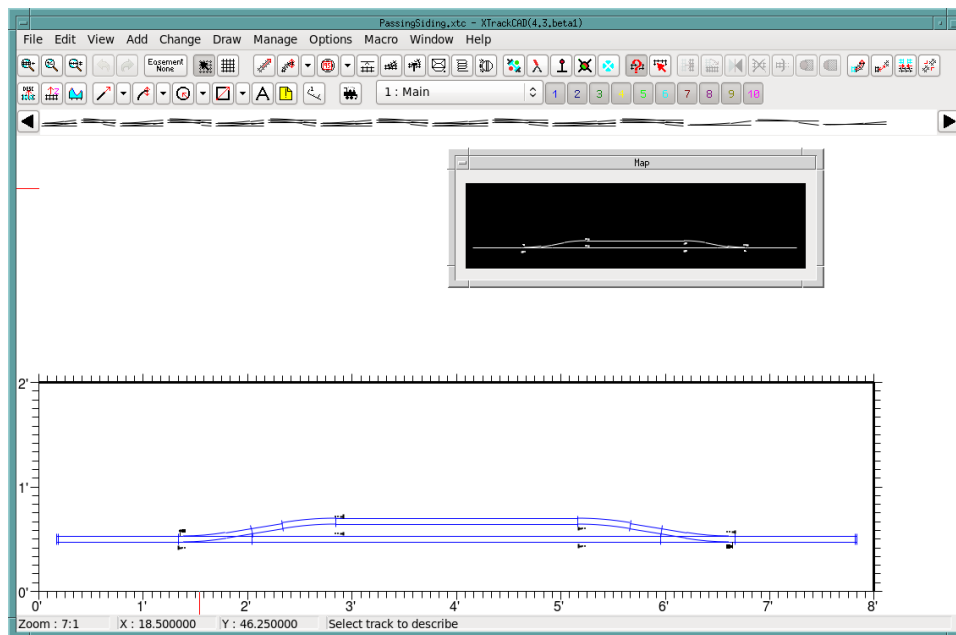 PassingSiding.xtc - XTrackCAD(4.3.beta1)
File Edit View Add Change Draw Manage Options Macro Window Help
Easement
None
1 : Main
1 2 3 4 5 6 7 8 9 10
Map
2'
1'
0'
0' 1' 2' 3' 4' 5' 6' 7' 8'
Zoom : 7:1 X : 18.500000 Y : 46.250000 Select track to describe